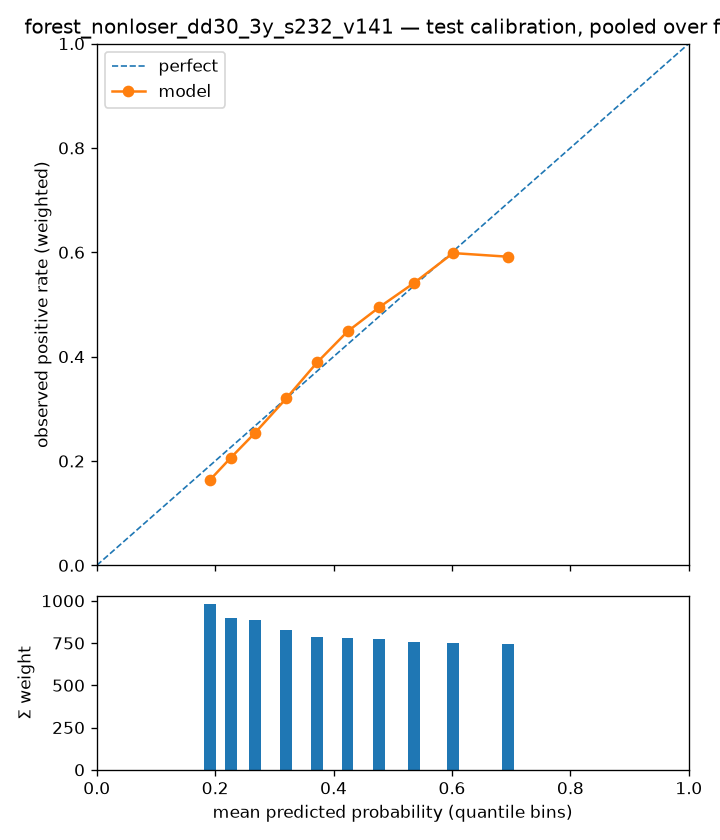 forest_nonloser_dd30_3y_s232_v141 — test calibration, pooled over f
1.0
perfect
model
0.8
0.6
0.4
0.2
0.0
observed positive rate (weighted)
1000
750
500
250
0
Σ weight
0.0 0.2 0.4 0.6 0.8 1.0
mean predicted probability (quantile bins)